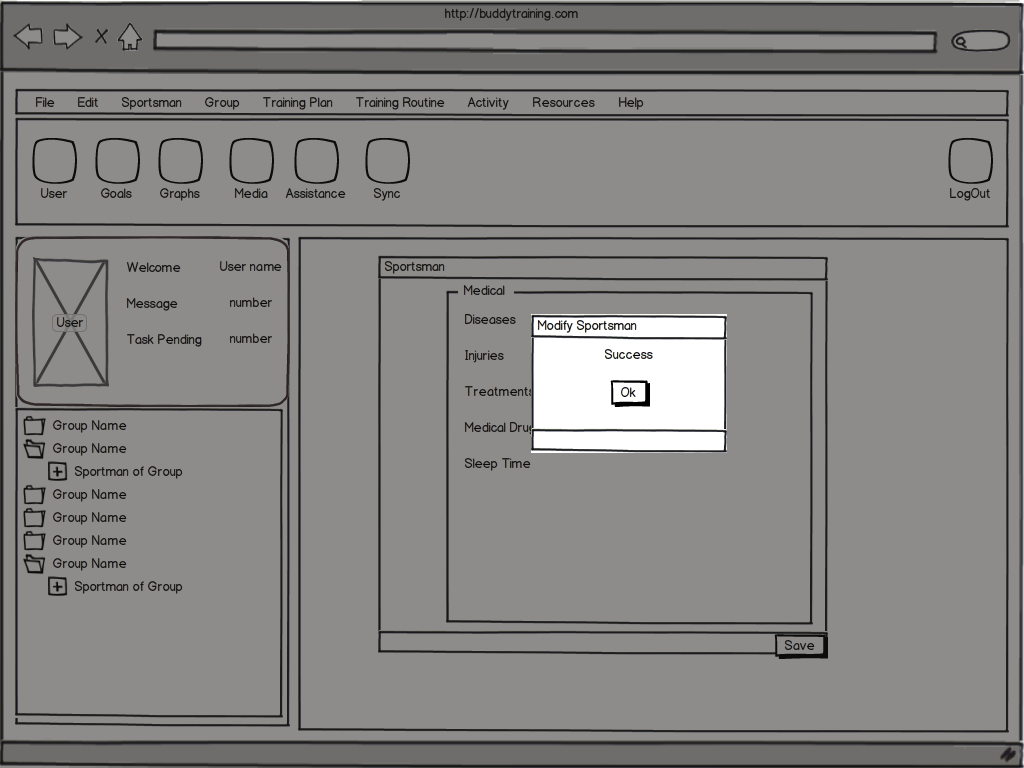 http://buddytraining.com
File Edit Sportsman Group Training Plan Training Routine Activity Resources Help
User Goals Graphs Media Assistance Sync LogOut
User
Welcome User name
Message number
Task Pending number
Group Name
Group Name
Sportman of Group
Group Name
Group Name
Group Name
Group Name
Sportman of Group
Sportsman
Medical
Diseases
Injuries
Treatments
Medical Drug
Sleep Time
Modify Sportsman
Success
Ok
Save